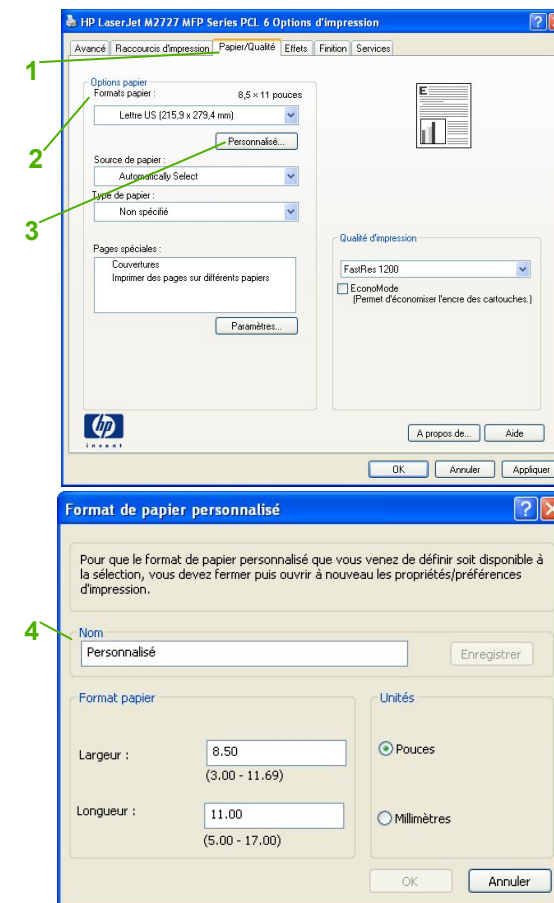 HP LaserJet M2727 MFP Series PCL 6 Options d'impression
Avancé Raccourcis d'impression Papier/Qualité Effets Finition Services
1
Options papier
Formats papier :
8,5 × 11 pouces
Lettre US (215,9 x 279,4 mm)
Personnalisé...
2
Source de papier :
Automatically Select
Type de papier :
3
Non spécifié
Pages spéciales :
Couvertures
Imprimer des pages sur différents papiers
Paramètres...
E
Qualité d'impression
FastRes 1200
EconoMode
(Permet d'économiser l'encre des cartouches.)
hp
invent
A propos de... Aide
OK Annuler Appliquer
Format de papier personnalisé
Pour que le format de papier personnalisé que vous venez de définir soit disponible à
la sélection, vous devez fermer puis ouvrir à nouveau les propriétés/préférences
d'impression.
4
Nom
Personnalisé
Enregistrer
Format papier
Largeur :
8.50
(3.00 - 11.69)
Longueur :
11.00
(5.00 - 17.00)
Unités
Pouces
Millimètres
OK Annuler